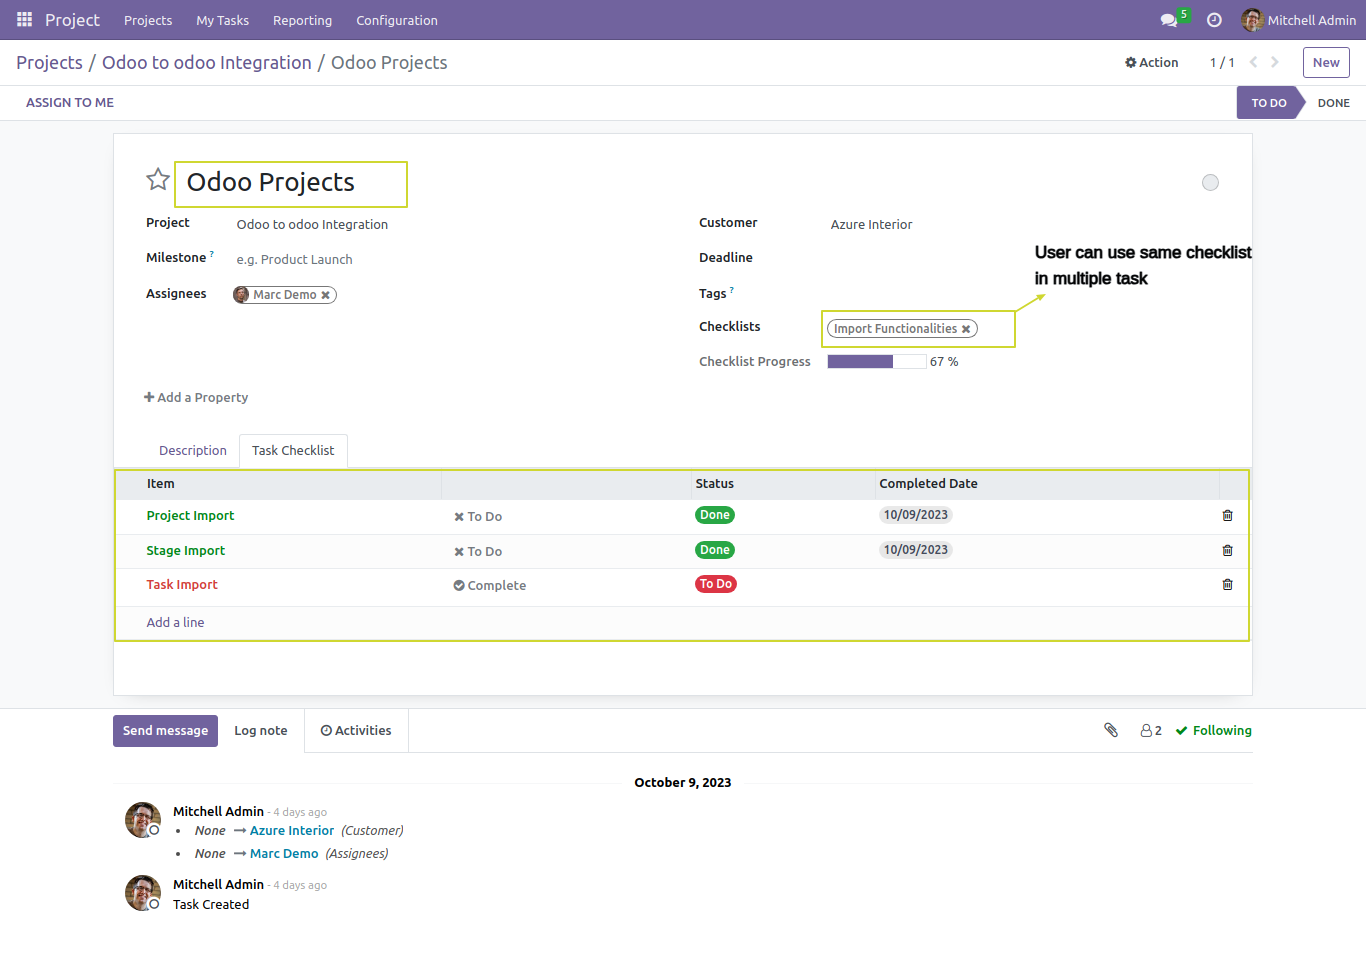 Project Projects My Tasks Reporting Configuration 5 Mitchell Admin
Projects / Odoo to odoo Integration / Odoo Projects Action 1 / 1 New
ASSIGN TO ME TO DO DONE
Odoo Projects
Project Odoo to odoo Integration Customer Azure Interior
Milestone ? e.g. Product Launch Deadline
User can use same checklist
in multiple task
Assignees Marc Demo Tags ?
Checklists Import Functionalities
Checklist Progress 67 %
Add a Property
Description Task Checklist
Item Status Completed Date
Project Import To Do Done 10/09/2023
Stage Import To Do Done 10/09/2023
Task Import Complete To Do
Add a line
Send message Log note Activities 2 Following
October 9, 2023
Mitchell Admin - 4 days ago
• None → Azure Interior (Customer)
• None → Marc Demo (Assignees)
Mitchell Admin - 4 days ago
Task Created